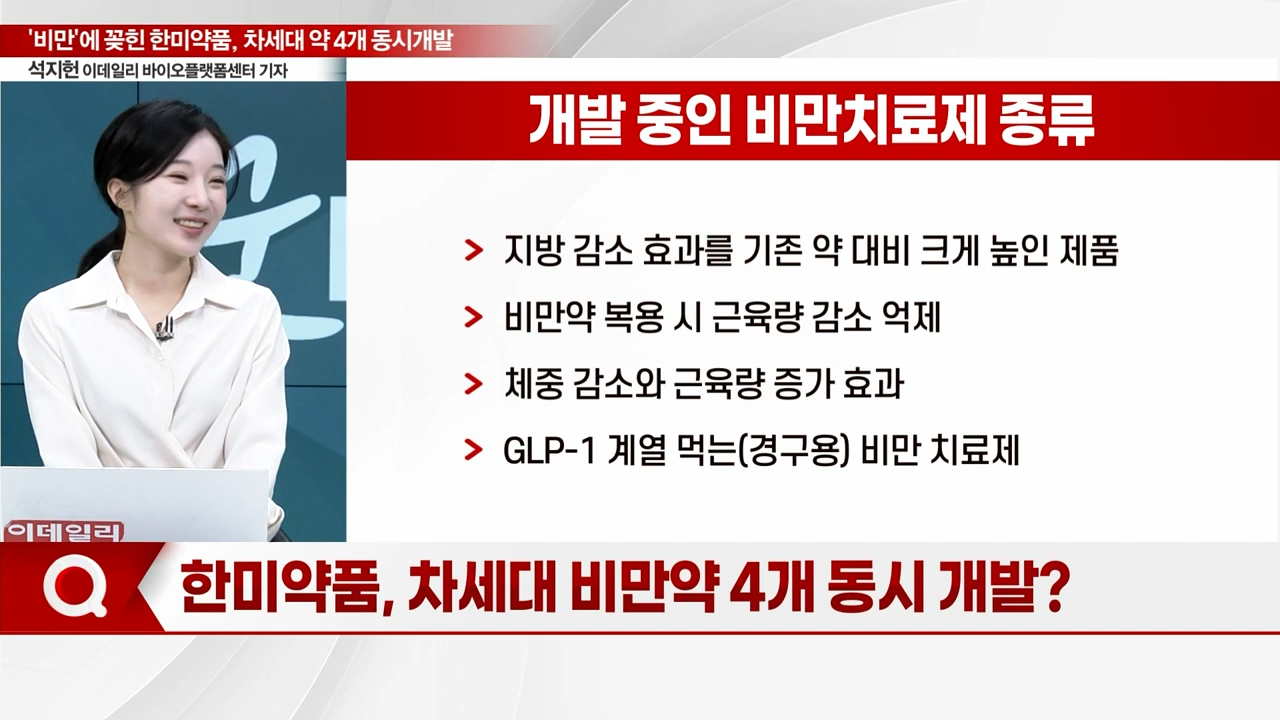 '비만'에 꽂힌 한미약품, 차세대 약 4개 동시개발
석지헌 이데일리 바이오플랫폼센터 기자
개발 중인 비만치료제 종류
지방 감소 효과를 기존 약 대비 크게 높인 제품
비만약 복용 시 근육량 감소 억제
체중 감소와 근육량 증가 효과
GLP-1 계열 먹는(경구용) 비만 치료제
이데일리
Q 한미약품, 차세대 비만약 4개 동시 개발?